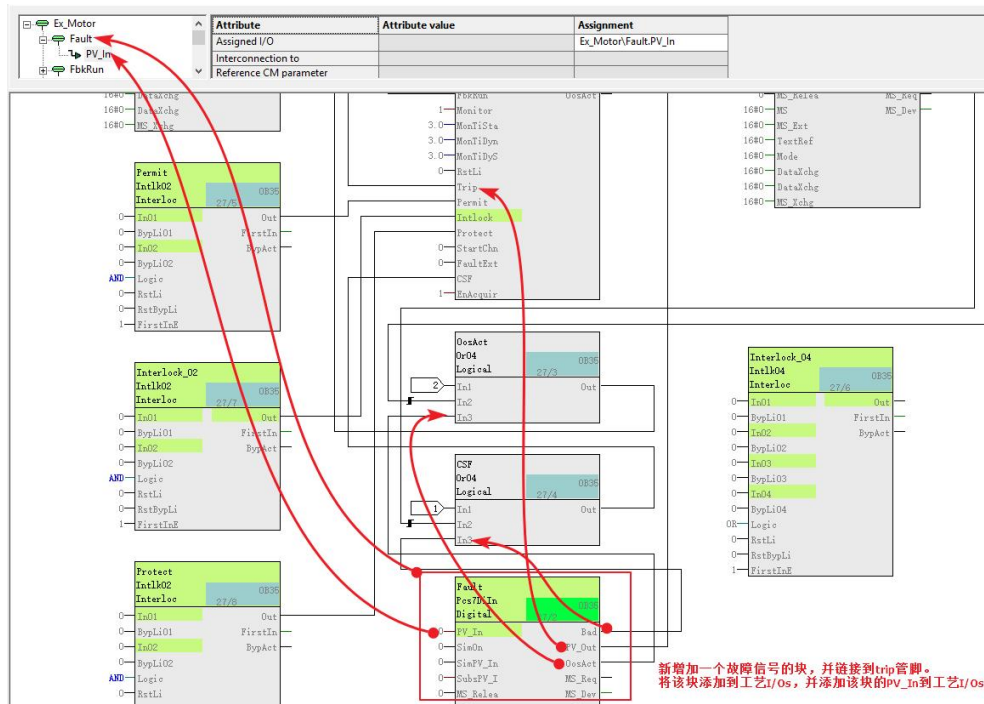 Ex_Motor
Fault
PV_In
FbkRun
Attribute
Attribute value
Assignment
Assigned I/O
Ex_Motor\Fault.PV_In
Interconnection to
Reference CM parameter
16#0 DataXchg
16#0 DataXchg
16#0 MS_Xchg
Permit
Intlk02
Interloc
OB35
27/5
0 In01 Out
0 BypLi01 FirstIn
0 In02 BypAct
0 BypLi02
AND Logic
0 RstLi
0 RstBypLi
1 FirstInE
Interlock_02
Intlk02
Interloc
OB35
27/7
0 In01 Out
0 BypLi01 FirstIn
0 In02 BypAct
0 BypLi02
AND Logic
0 RstLi
0 RstBypLi
1 FirstInE
Protect
Intlk02
Interloc
OB35
27/8
0 In01 Out
0 BypLi01 FirstIn
0 In02 BypAct
0 BypLi02
AND Logic
0 RstLi
FbkRun OosAct
1 Monitor
3.0 MonTiSta
3.0 MonTiDyn
3.0 MonTiDyS
0 RstLi
Trip
Permit
Intlock
Protect
0 StartChn
0 FaultExt
CSF
1 EnAcquir
OosAct
Or04
Logical
OB35
27/3
2 In1 Out
In2
In3
CSF
Or04
Logical
OB35
27/4
1 In1 Out
In2
In3
Fault
Pcs7DiIn
Digital
OB35
0 PV_In Bad
0 SimOn PV_Out
0 SimPV_In OosAct
0 SubsPV_I MS_Req
0 MS_Relea MS_Dev
0 MS_Relea MS_Req
16#0 MS MS_Dev
16#0 MS_Ext
16#0 TextRef
16#0 Mode
16#0 DataXchg
16#0 DataXchg
16#0 MS_Xchg
Interlock_04
Intlk04
Interloc
OB35
27/6
0 In01 Out
0 BypLi01 FirstIn
0 In02 BypAct
0 BypLi02
0 In03
0 BypLi03
0 In04
0 BypLi04
OR Logic
0 RstLi
0 RstBypLi
1 FirstInE
新增加一个故障信号的块，并链接到trip管脚。
将该块添加到工艺I/Os，并添加该块的PV_In到工艺I/Os